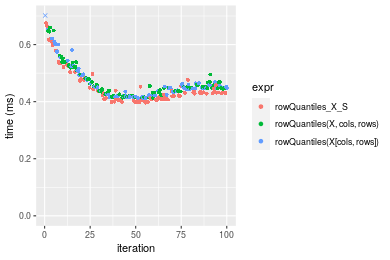 0.6
0.4
0.2
0.0
time (ms)
0 25 50 75 100
iteration
expr
rowQuantiles_X_S
rowQuantiles(X, cols, rows)
rowQuantiles(X[cols, rows])